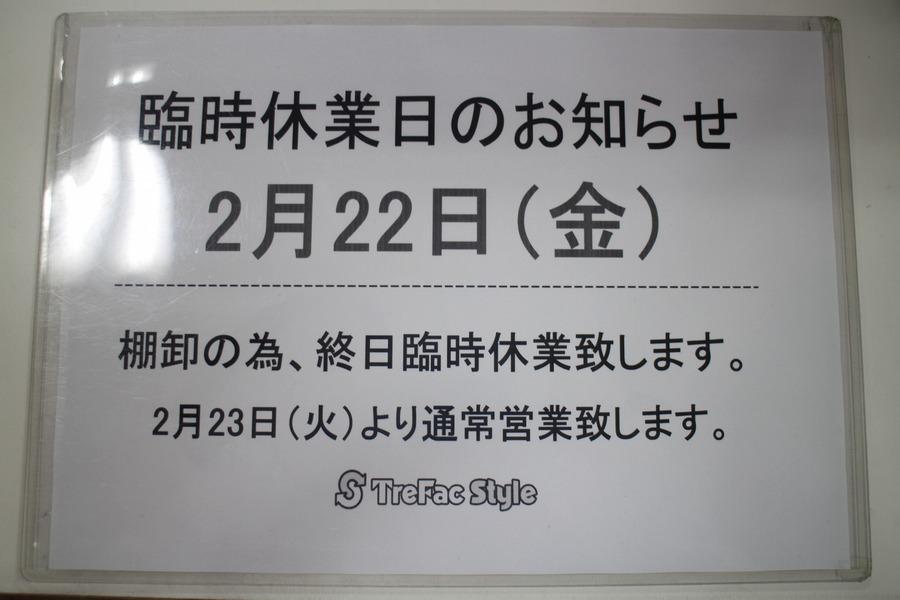 臨時休業日のお知らせ
2月22日（金）
棚卸の為、終日臨時休業致します。
2月23日（火）より通常営業致します。
TreFac Style